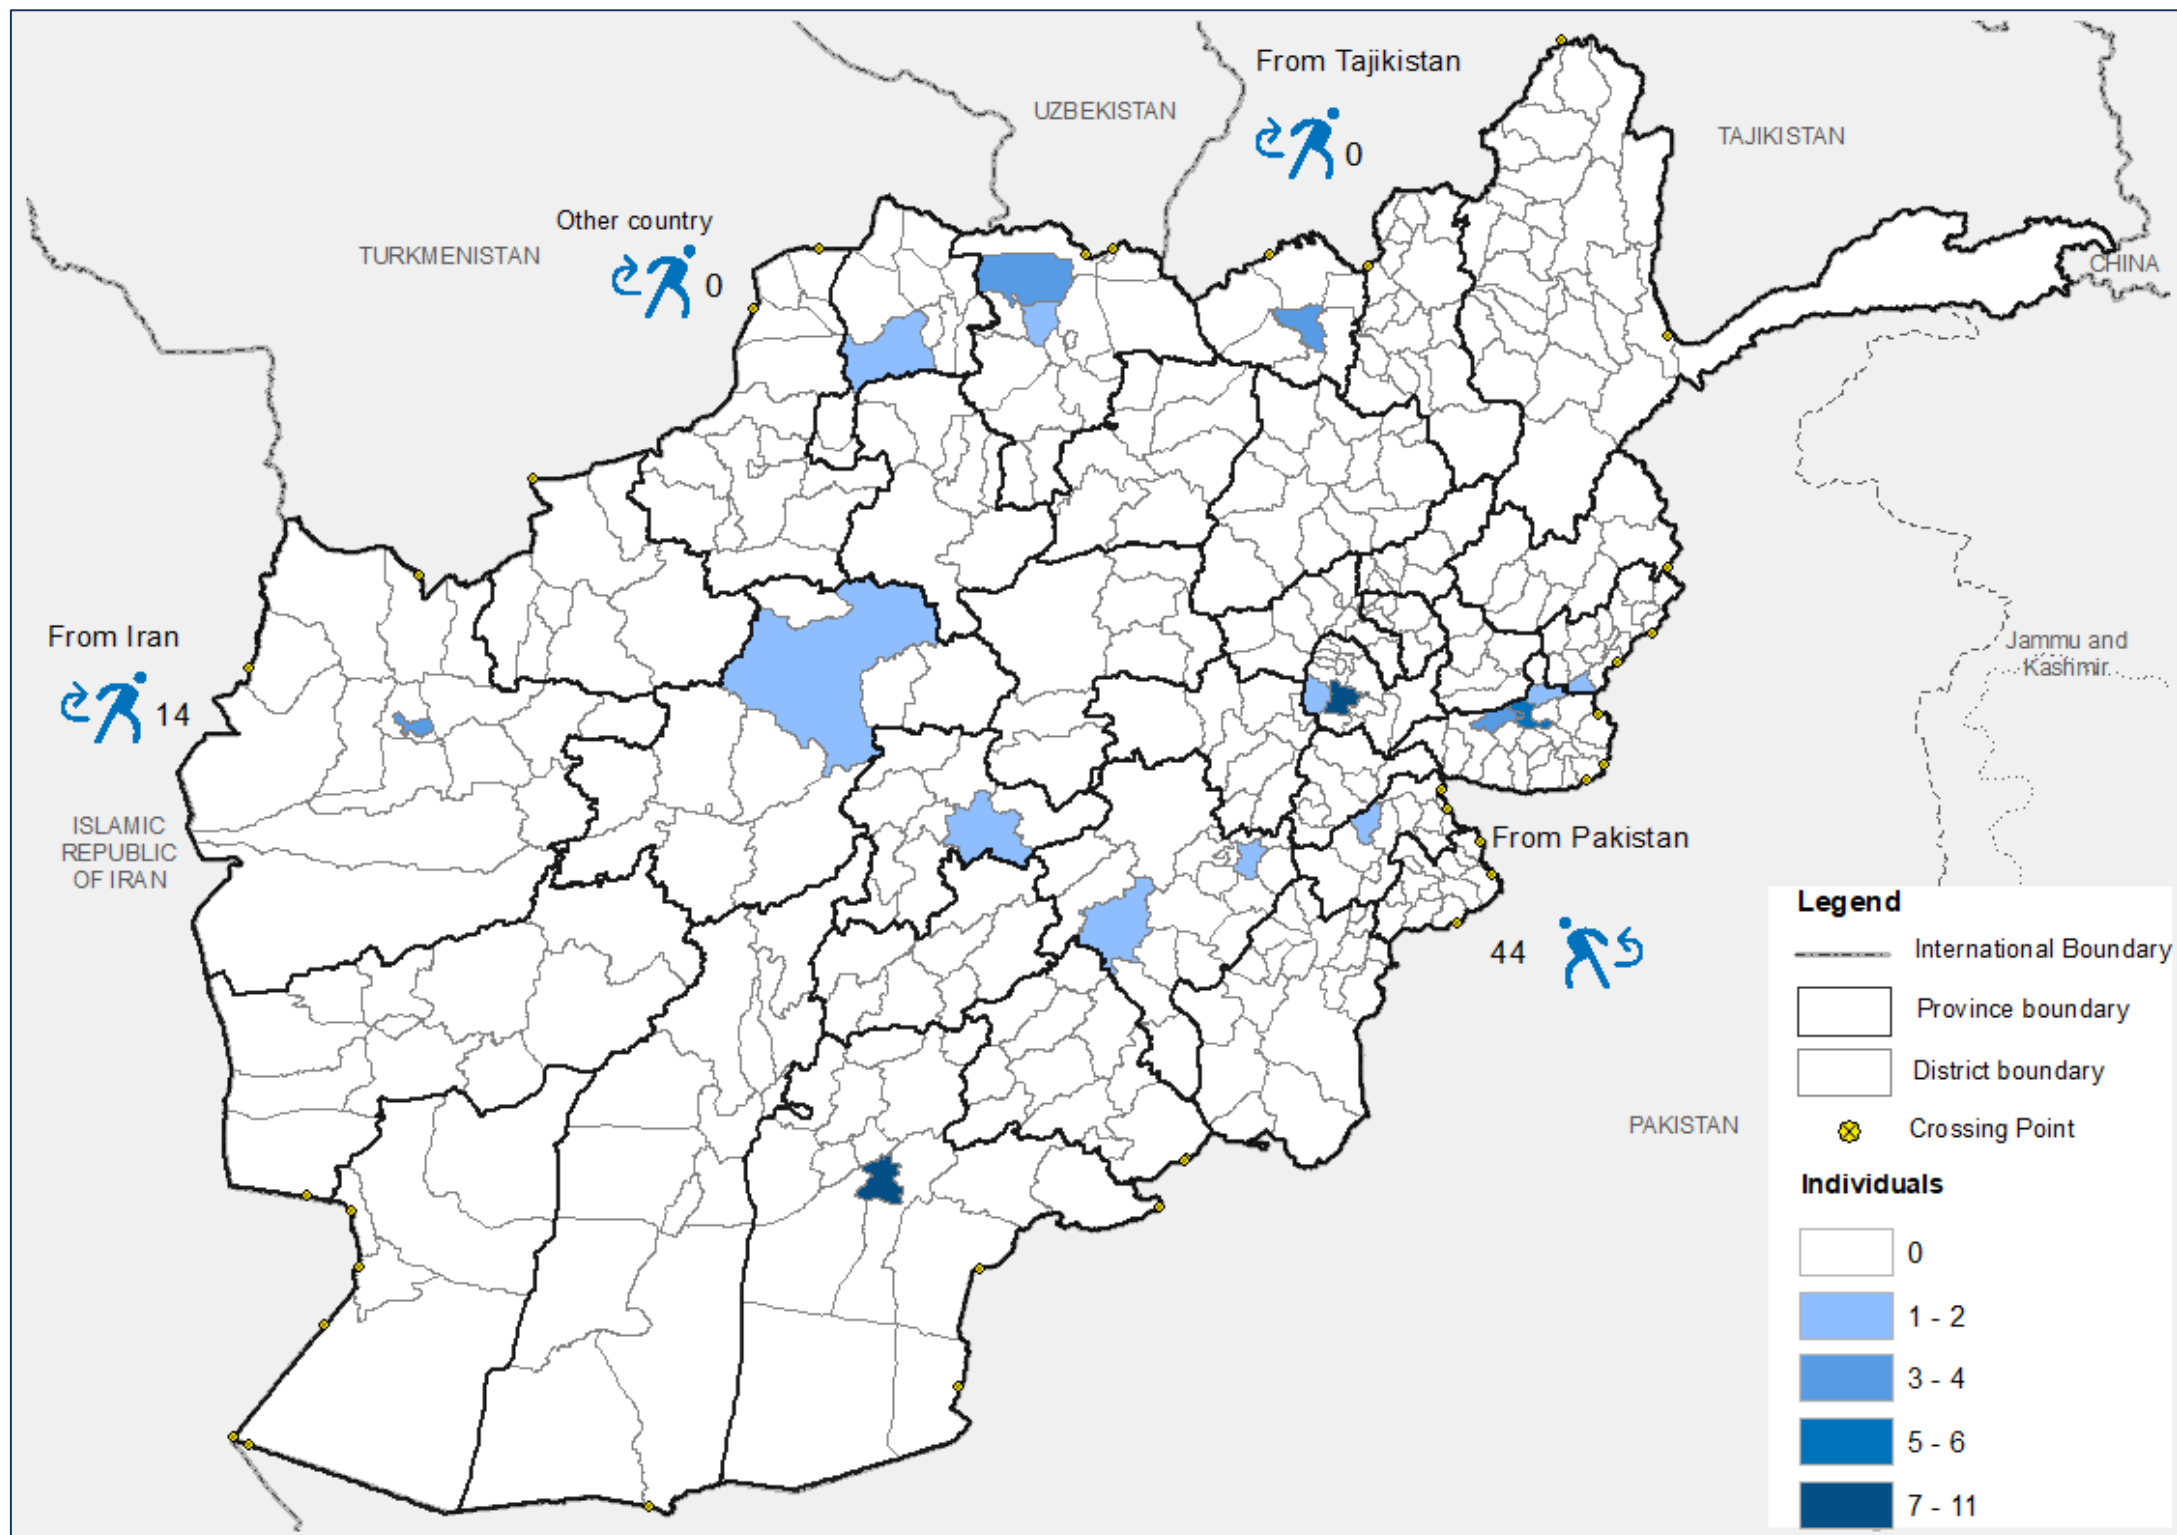 From Tajikistan
UZBEKISTAN
TAJIKISTAN
0
Other country
TURKMENISTAN
0
CHINA
From Iran
14
Jammu and
Kashmir
ISLAMIC
REPUBLIC
OF IRAN
From Pakistan
44
PAKISTAN
Legend
International Boundary
Province boundary
District boundary
Crossing Point
Individuals
0
1 - 2
3 - 4
5 - 6
7 - 11